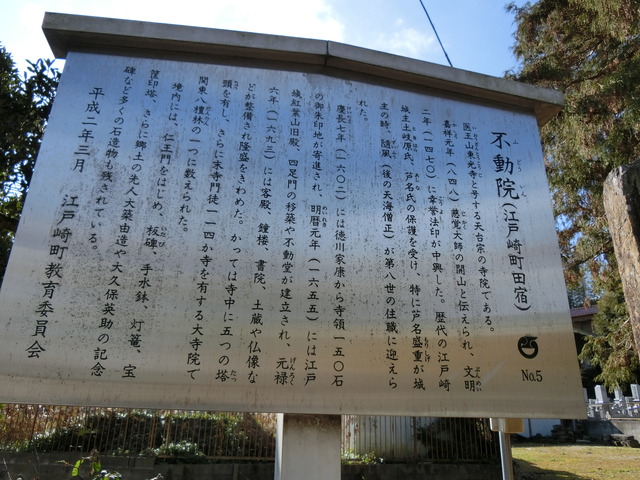 不動院（江戸崎町田宿）
医王山東光寺と号する天台宗の寺院である。
嘉祥元年（八四八）慈覚大師の開山と伝えられ、文明
二年（一四七〇）に幸誉法印が中興した。歴代の江戸崎
城主土岐原氏、芦名氏の保護を受け、特に芦名盛重が城
主の時、随風（後の天海僧正）が第八世の住職に迎えら
れた。
慶長七年（一六〇二）には徳川家康から寺領一五〇石
の御朱印地が寄進され、明暦元年（一六五五）には江戸
城紅葉山旧殿、四足門の移築や不動堂が建立され、元禄
六年（一六九三）には客殿、鐘楼、書院、土蔵や仏像な
どが整備され隆盛をきわめた。かつては寺中に五つの塔
頭を有し、さらに末寺門徒一一四か寺を有する大寺院で
関東八檀林の一つに数えられた。
境内には、仁王門をはじめ、板碑、手水鉢、灯篭、宝
篋印塔、さらに郷土の先人大築由造や大久保英助の記念
碑など多くの石造物も残されている。
平成二年三月　江戸崎町教育委員会
No.5